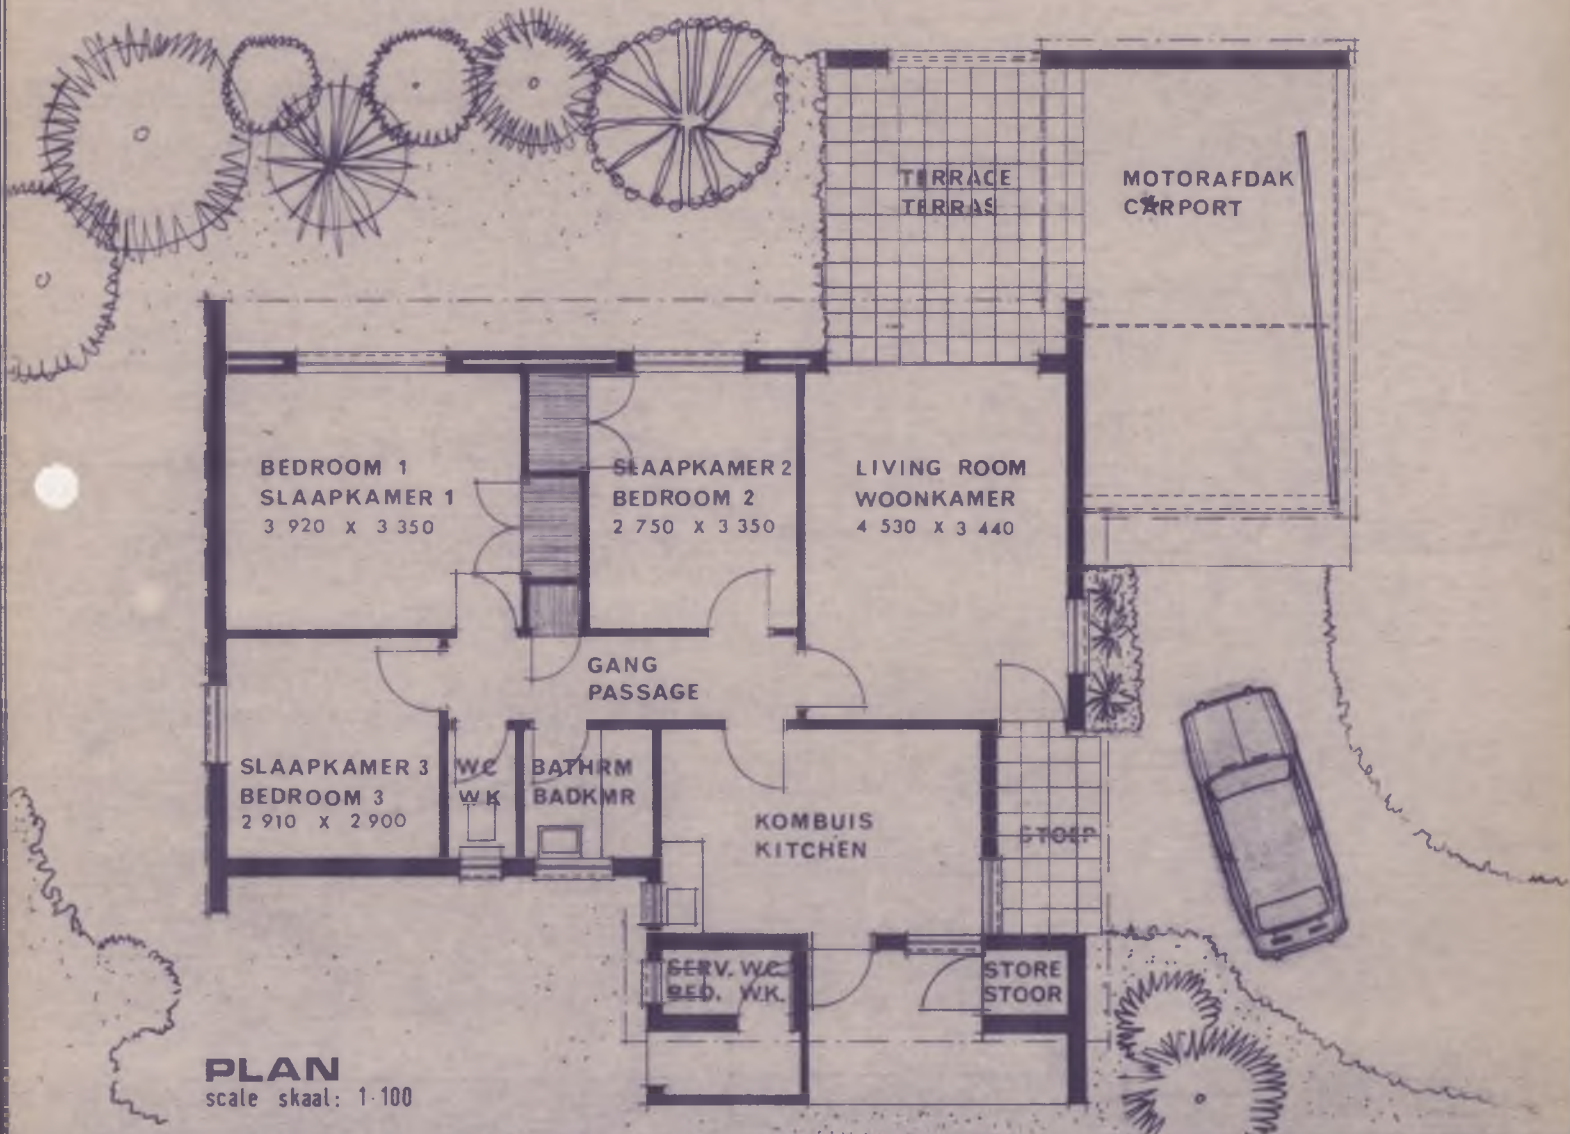 TERRACE
TERRAS
MOTORAFDAK
CARPORT
BEDROOM 1
SLAAPKAMER 1
3 920 X 3 350
SLAAPKAMER 2
BEDROOM 2
2 750 X 3 350
LIVING ROOM
WOONKAMER
4 530 X 3 440
GANG
PASSAGE
SLAAPKAMER 3
BEDROOM 3
2 910 X 2 900
WC
WK
BATHRM
BADKMR
KOMBUIS
KITCHEN
STOEP
SERV. W.C.
BED. W.K.
STORE
STOOR
PLAN
scale skaal: 1·100